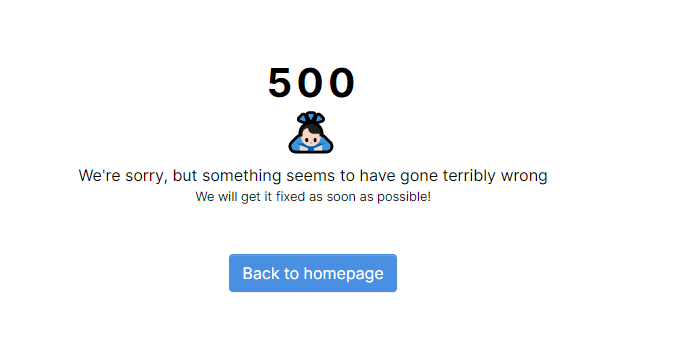 500
We're sorry, but something seems to have gone terribly wrong
We will get it fixed as soon as possible!
Back to homepage